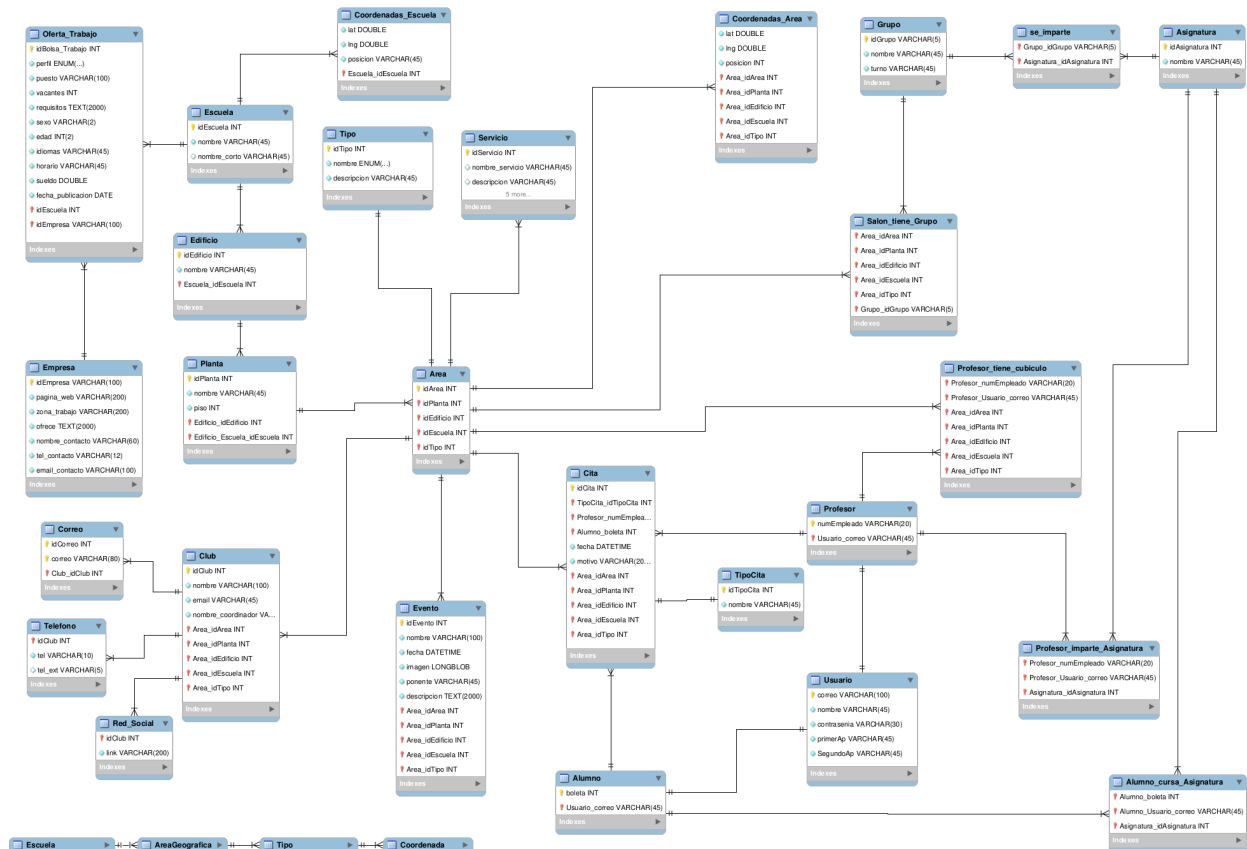 Oferta_Trabajo
idBolsa_Trabajo INT
perfil ENUM(...)
puesto VARCHAR(100)
vacantes INT
requisitos TEXT(2000)
sexo VARCHAR(2)
edad INT(2)
idiomas VARCHAR(45)
horario VARCHAR(45)
sueldo DOUBLE
fecha_publicacion DATE
idEscuela INT
idEmpresa VARCHAR(100)
Indexes
Coordenadas_Escuela
lat DOUBLE
lng DOUBLE
posicion VARCHAR(45)
Escuela_idEscuela INT
Indexes
Coordenadas_Area
lat DOUBLE
lng DOUBLE
posicion INT
Area_idArea INT
Area_idPlanta INT
Area_idEdificio INT
Area_idEscuela INT
Area_idTipo INT
Indexes
Grupo
idGrupo VARCHAR(5)
nombre VARCHAR(45)
turno VARCHAR(45)
Indexes
se_imparte
Grupo_idGrupo VARCHAR(5)
Asignatura_idAsignatura INT
Indexes
Asignatura
idAsignatura INT
nombre VARCHAR(45)
Indexes
Escuela
idEscuela INT
nombre VARCHAR(45)
nombre_corto VARCHAR(45)
Indexes
Tipo
idTipo INT
nombre ENUM(...)
descripcion VARCHAR(45)
Indexes
Servicio
idServicio INT
nombre_servicio VARCHAR(45)
descripcion VARCHAR(45)
5 more...
Indexes
Salon_tiene_Grupo
Area_idArea INT
Area_idPlanta INT
Area_idEdificio INT
Area_idEscuela INT
Area_idTipo INT
Grupo_idGrupo VARCHAR(5)
Indexes
Edificio
idEdificio INT
nombre VARCHAR(45)
Escuela_idEscuela INT
Indexes
Empresa
idEmpresa VARCHAR(100)
pagina_web VARCHAR(200)
zona_trabajo VARCHAR(200)
ofrece TEXT(2000)
nombre_contacto VARCHAR(60)
tel_contacto VARCHAR(12)
email_contacto VARCHAR(100)
Indexes
Planta
idPlanta INT
nombre VARCHAR(45)
piso INT
Edificio_idEdificio INT
Edificio_Escuela_idEscuela INT
Indexes
Area
idArea INT
idPlanta INT
idEdificio INT
idEscuela INT
idTipo INT
Indexes
Profesor_tiene_cubiculo
Profesor_numEmpleado VARCHAR(20)
Profesor_Usuario_correo VARCHAR(45)
Area_idArea INT
Area_idPlanta INT
Area_idEdificio INT
Area_idEscuela INT
Area_idTipo INT
Indexes
Cita
idCita INT
TipoCita_idTipoCita INT
Profesor_numEmplea...
Alumno_boleta INT
fecha DATETIME
motivo VARCHAR(20...
Area_idArea INT
Area_idPlanta INT
Area_idEdificio INT
Area_idEscuela INT
Area_idTipo INT
Indexes
Profesor
numEmpleado VARCHAR(20)
Usuario_correo VARCHAR(45)
Indexes
Correo
idCorreo INT
correo VARCHAR(80)
Club_idClub INT
Indexes
Club
idClub INT
nombre VARCHAR(100)
email VARCHAR(45)
nombre_coordinador VA...
Area_idArea INT
Area_idPlanta INT
Area_idEdificio INT
Area_idEscuela INT
Area_idTipo INT
Indexes
TipoCita
idTipoCita INT
nombre VARCHAR(45)
Indexes
Evento
idEvento INT
nombre VARCHAR(100)
fecha DATETIME
imagen LONGBLOB
ponente VARCHAR(45)
descripcion TEXT(2000)
Area_idArea INT
Area_idPlanta INT
Area_idEdificio INT
Area_idEscuela INT
Area_idTipo INT
Indexes
Telefono
idClub INT
tel VARCHAR(10)
tel_ext VARCHAR(5)
Indexes
Profesor_imparte_Asignatura
Profesor_numEmpleado VARCHAR(20)
Profesor_Usuario_correo VARCHAR(45)
Asignatura_idAsignatura INT
Indexes
Usuario
correo VARCHAR(100)
nombre VARCHAR(45)
contrasenia VARCHAR(30)
primerAp VARCHAR(45)
SegundoAp VARCHAR(45)
Indexes
Red_Social
idClub INT
link VARCHAR(200)
Indexes
Alumno
boleta INT
Usuario_correo VARCHAR(45)
Indexes
Alumno_cursa_Asignatura
Alumno_boleta INT
Alumno_Usuario_correo VARCHAR(45)
Asignatura_idAsignatura INT
Indexes
Escuela
AreaGeografica
Tipo
Coordenada